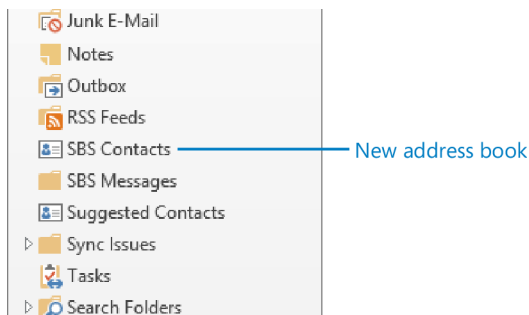 Junk E-Mail
Notes
Outbox
RSS Feeds
SBS Contacts
New address book
SBS Messages
Suggested Contacts
Sync Issues
Tasks
Search Folders